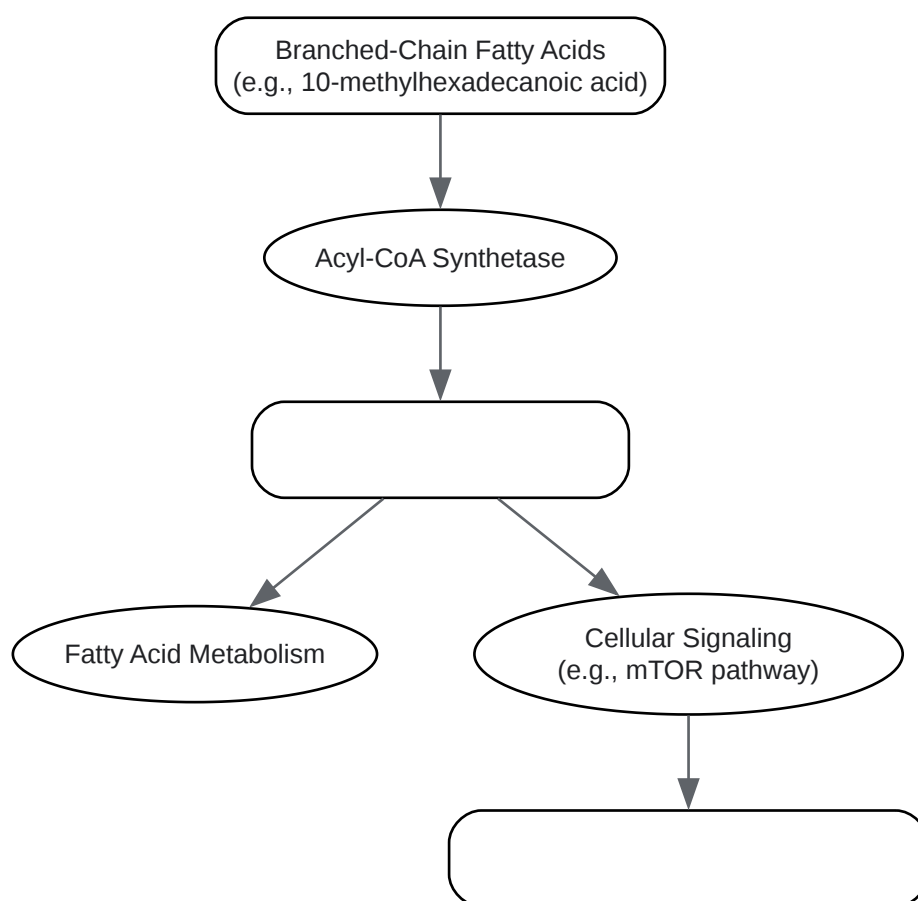 Branched-Chain Fatty Acids
(e.g., 10-methylhexadecanoic acid)
Acyl-CoA Synthetase
Fatty Acid Metabolism
Cellular Signaling
(e.g., mTOR pathway)